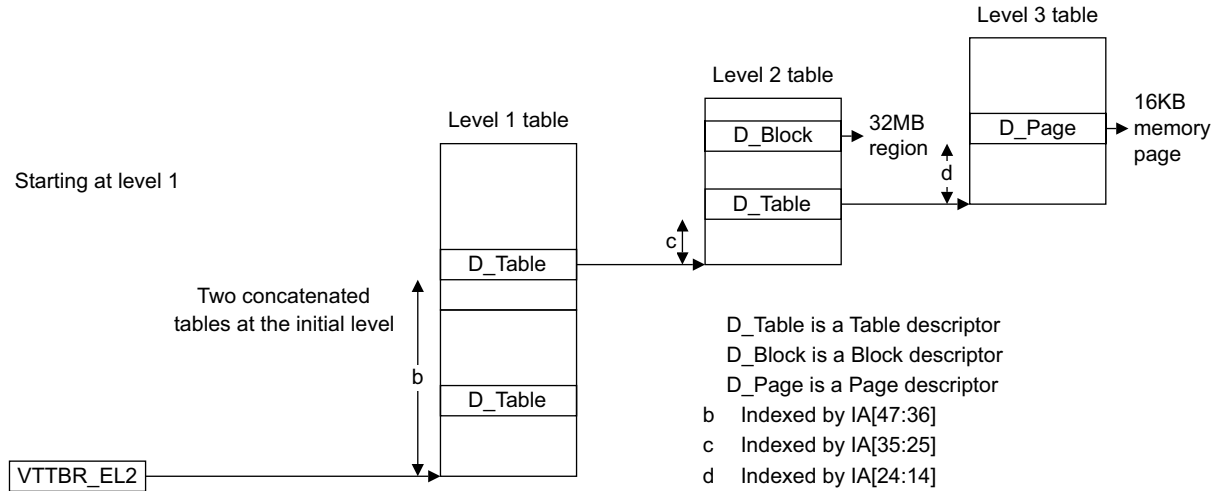 Level 3 table
Level 2 table
Level 1 table
D_Block
32MB
region
D_Page
16KB
memory
page
d
Starting at level 1
D_Table
c
D_Table
Two concatenated
tables at the initial level
b
D_Table
D_Table is a Table descriptor
D_Block is a Block descriptor
D_Page is a Page descriptor
b Indexed by IA[47:36]
c Indexed by IA[35:25]
d Indexed by IA[24:14]
VTTBR_EL2